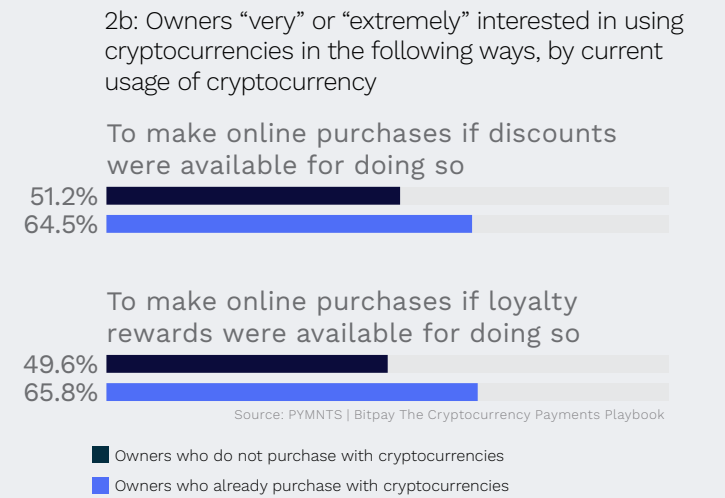 2b: Owners “very” or “extremely” interested in using
cryptocurrencies in the following ways, by current
usage of cryptocurrency
To make online purchases if discounts
were available for doing so
51.2%
64.5%
To make online purchases if loyalty
rewards were available for doing so
49.6%
65.8%
Source: PYMNTS | Bitpay The Cryptocurrency Payments Playbook
Owners who do not purchase with cryptocurrencies
Owners who already purchase with cryptocurrencies